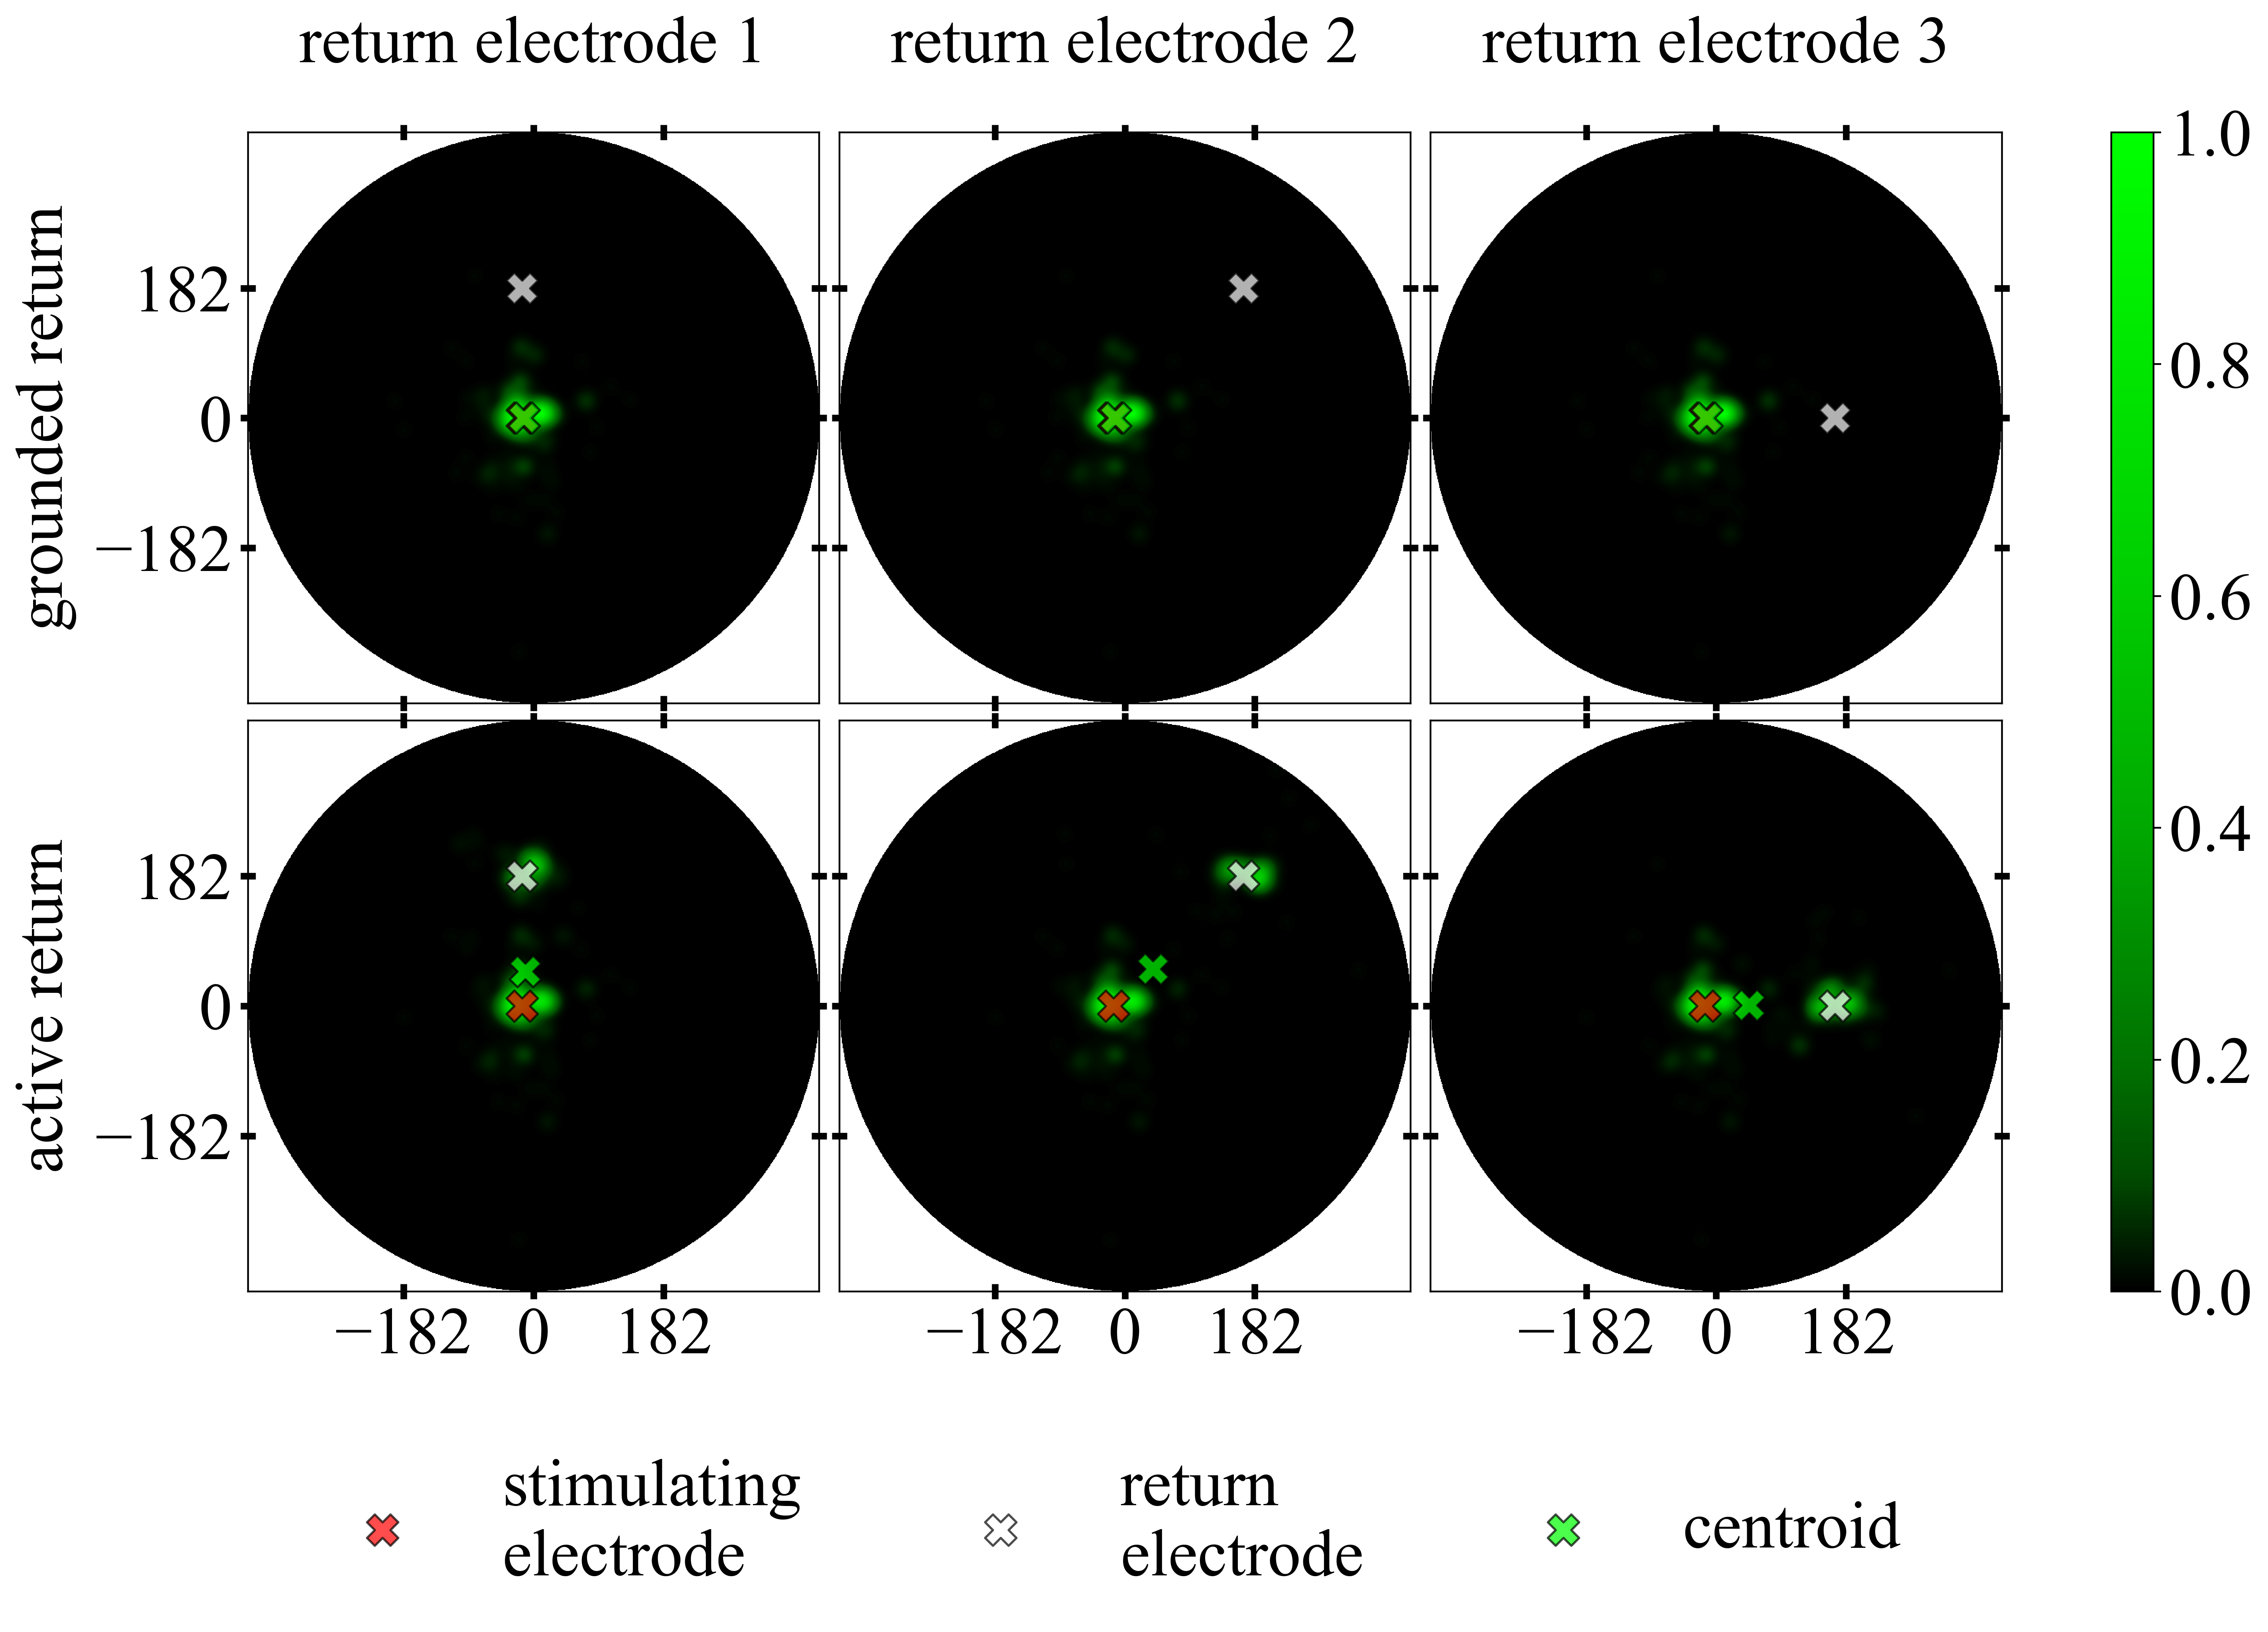 return electrode 1
return electrode 2
return electrode 3
grounded return
182
0
−182
active return
182
0
−182
−182 0 182
−182 0 182
−182 0 182
1.0
0.8
0.6
0.4
0.2
0.0
stimulating
electrode
return
electrode
centroid